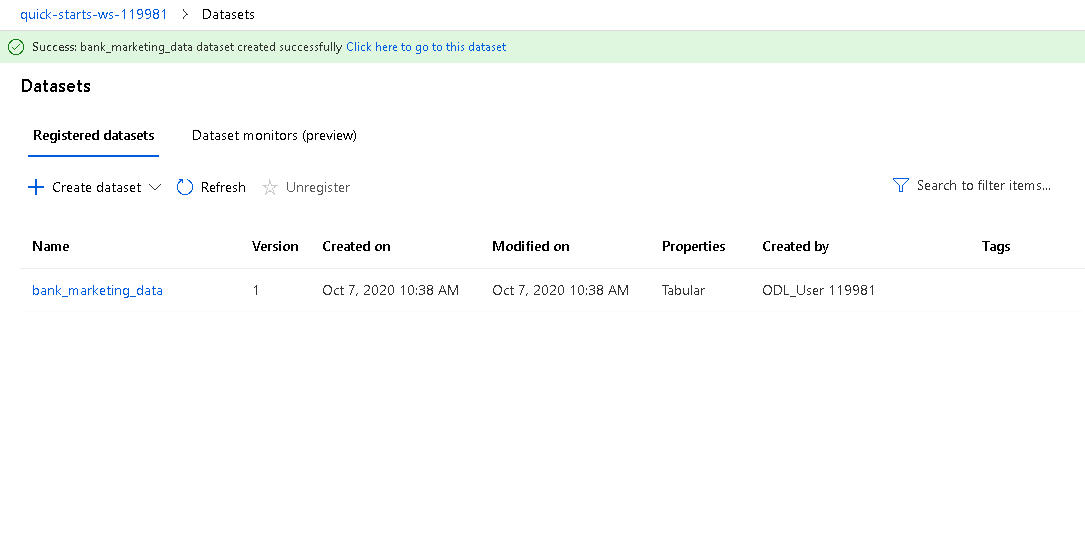 quick-starts-ws-119981 > Datasets
Success: bank_marketing_data dataset created successfully Click here to go to this dataset
Datasets
Registered datasets Dataset monitors (preview)
Create dataset Refresh Unregister Search to filter items...
Name Version Created on Modified on Properties Created by Tags
bank_marketing_data 1 Oct 7, 2020 10:38 AM Oct 7, 2020 10:38 AM Tabular ODL_User 119981